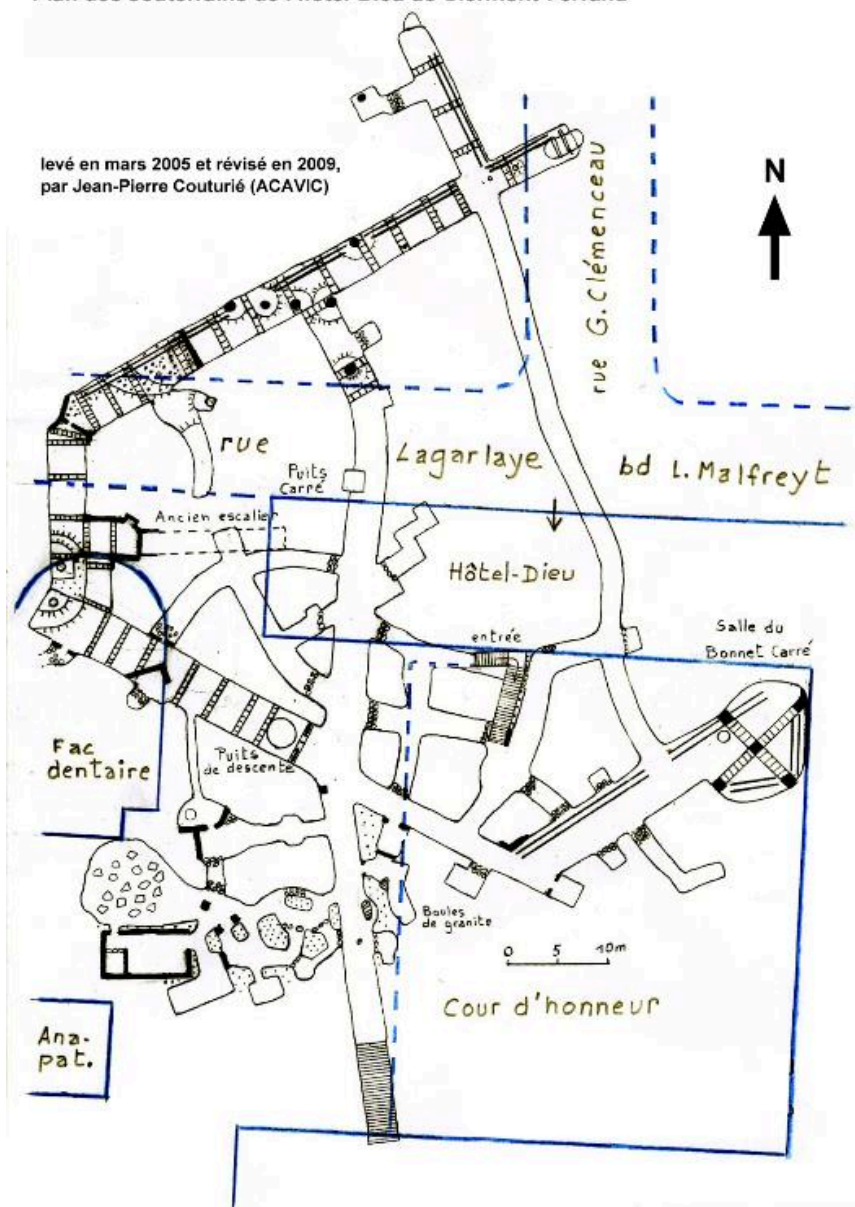 levé en mars 2005 et révisé en 2009,
par Jean-Pierre Couturié (ACAVIC)
N
rue G. Clémenceau
rue
Lagarlaye
bd L. Malfreyt
Puits
Carré
Ancien escalier
Hôtel-Dieu
entrée
Salle du
Bonnet Carré
Fac
dentaire
Puits
de descente
Boules
de granite
0 5 10m
Cour d'honneur
Ana-
pat.